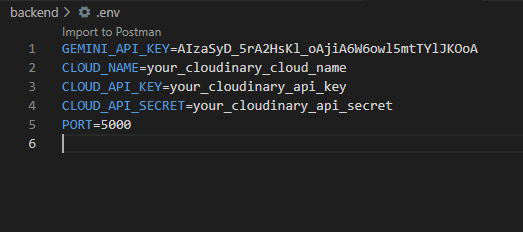 backend > .env
Import to Postman
1 GEMINI_API_KEY=AIzaSyD_5rA2HsKl_oAjiA6W6owl5mtTYlJKOoA
2 CLOUD_NAME=your_cloudinary_cloud_name
3 CLOUD_API_KEY=your_cloudinary_api_key
4 CLOUD_API_SECRET=your_cloudinary_api_secret
5 PORT=5000
6